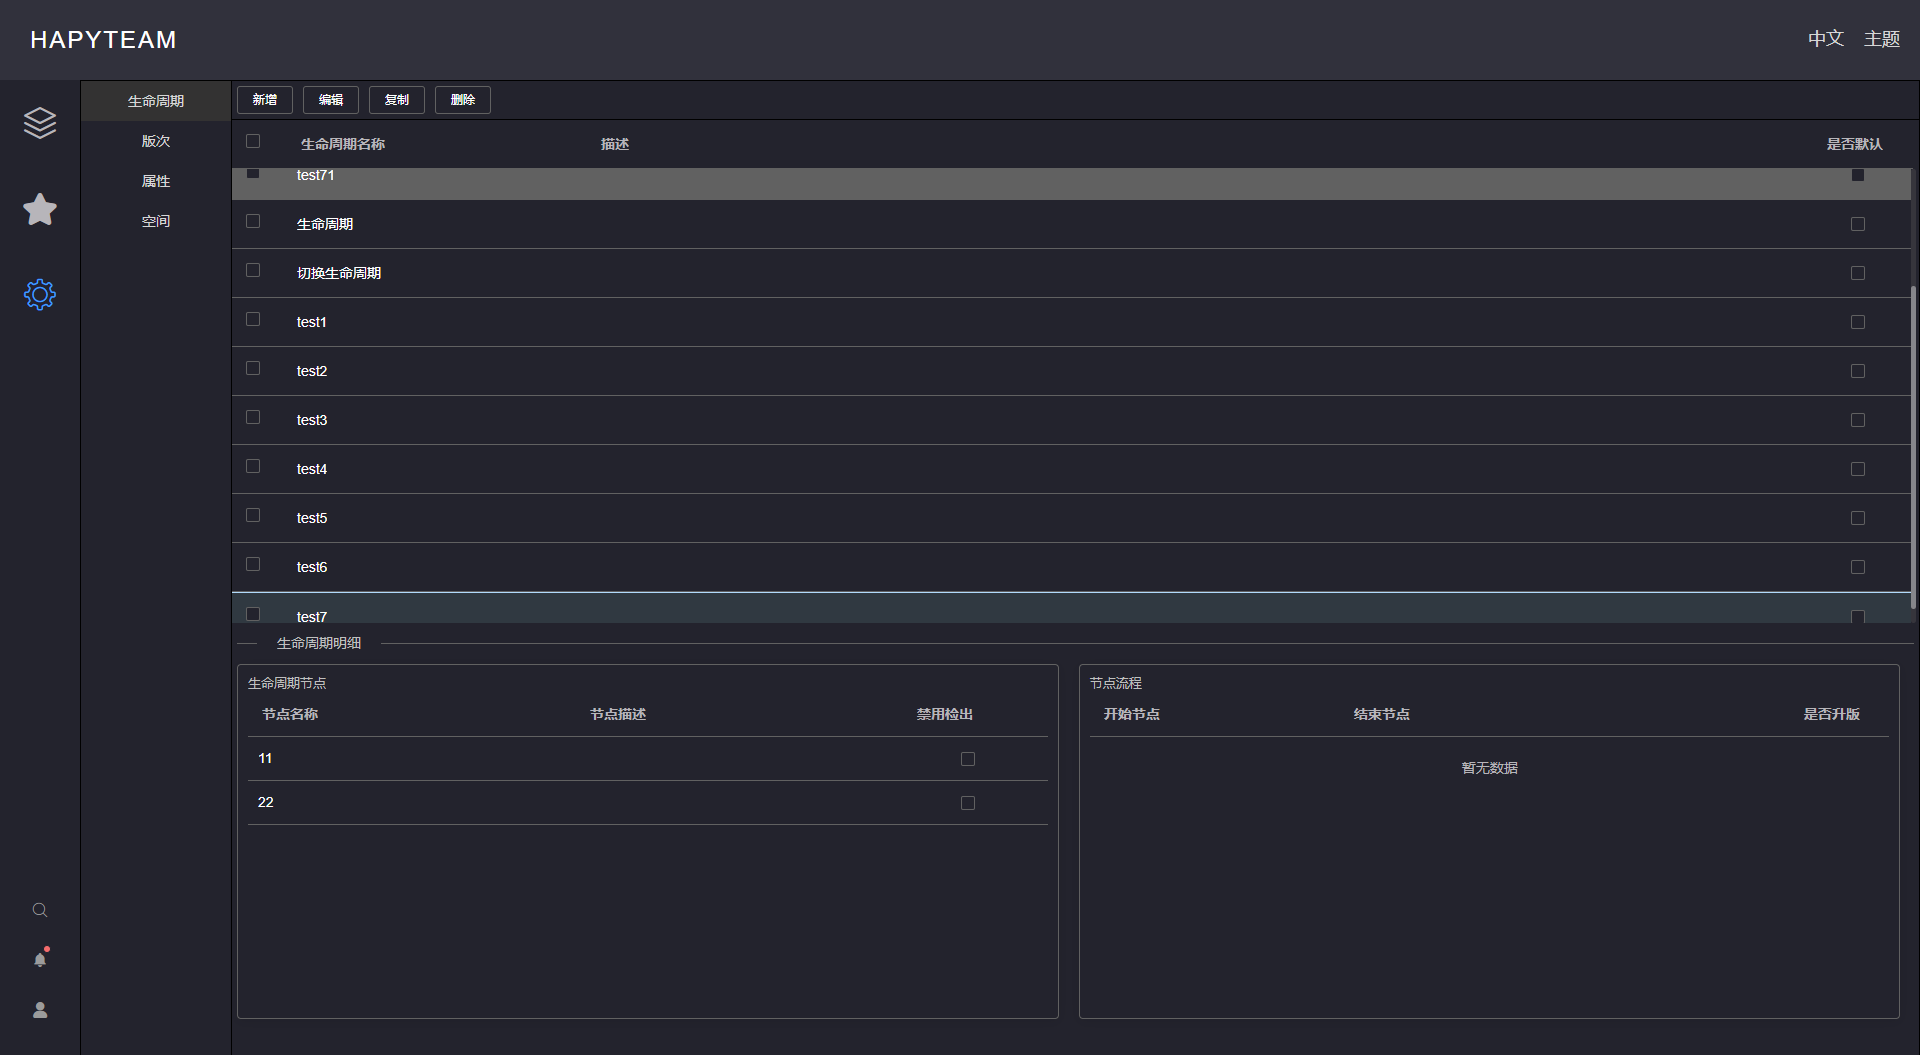 HAPYTEAM
中文 主题
生命周期
版次
属性
空间
新增 编辑 复制 删除
生命周期名称 描述 是否默认
test71
生命周期
切换生命周期
test1
test2
test3
test4
test5
test6
test7
生命周期明细
生命周期节点
节点名称 节点描述 禁用检出
11
22
节点流程
开始节点 结束节点 是否升版
暂无数据